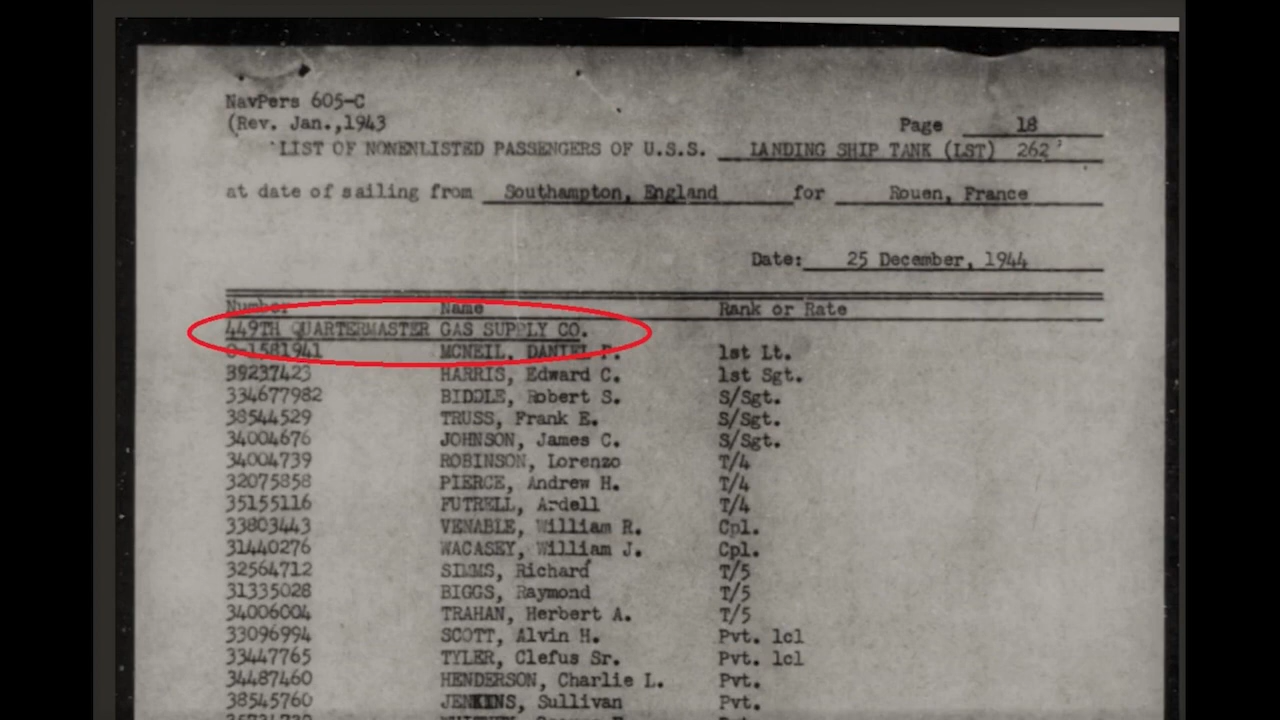 NavPers 605-C
(Rev. Jan.,1943
Page 18
LIST OF NONENLISTED PASSENGERS OF U.S.S. LANDING SHIP TANK (LST) 262
at date of sailing from Southampton, England for Rouen, France
Date: 25 December, 1944
Number Name Rank or Rate
449TH QUARTERMASTER GAS SUPPLY CO.
O-1581941 MCNEIL, DANIEL F. 1st Lt.
39237423 HARRIS, Edward C. 1st Sgt.
334677982 BIDDLE, Robert S. S/Sgt.
38544529 TRUSS, Frank E. S/Sgt.
34004676 JOHNSON, James C. S/Sgt.
34004739 ROBINSON, Lorenzo T/4
32075858 PIERCE, Andrew H. T/4
35155116 FUTRELL, Ardell T/4
33803443 VENABLE, William R. Cpl.
31440276 WACASEY, William J. Cpl.
32564712 SIMMS, Richard T/5
31335028 BIGGS, Raymond T/5
34006004 TRAHAN, Herbert A. T/5
33096994 SCOTT, Alvin H. Pvt. 1cl
33447765 TYLER, Clefus Sr. Pvt. 1cl
34487460 HENDERSON, Charlie L. Pvt.
38545760 JENKINS, Sullivan Pvt.